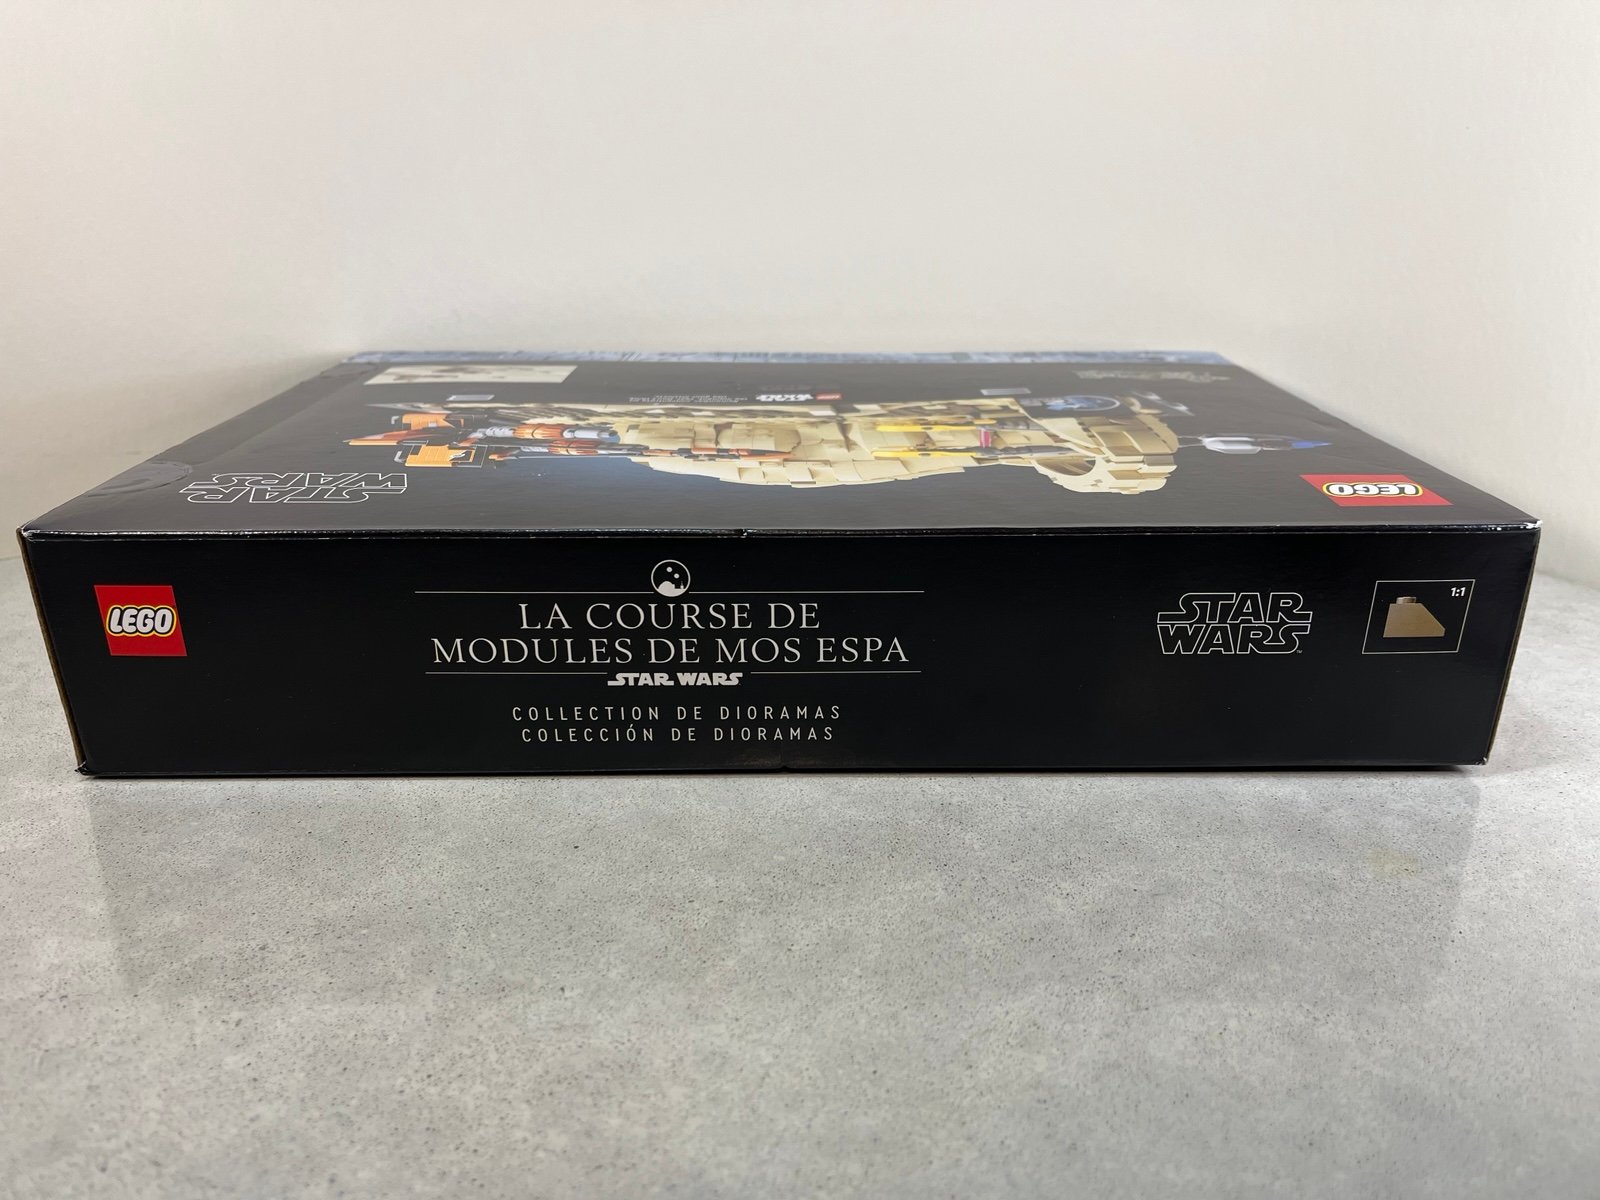 STAR
WARS
LEGO
LEGO
LA COURSE DE
MODULES DE MOS ESPA
STAR WARS
COLLECTION DE DIORAMAS
COLECCIÓN DE DIORAMAS
STAR
WARS™
1:1